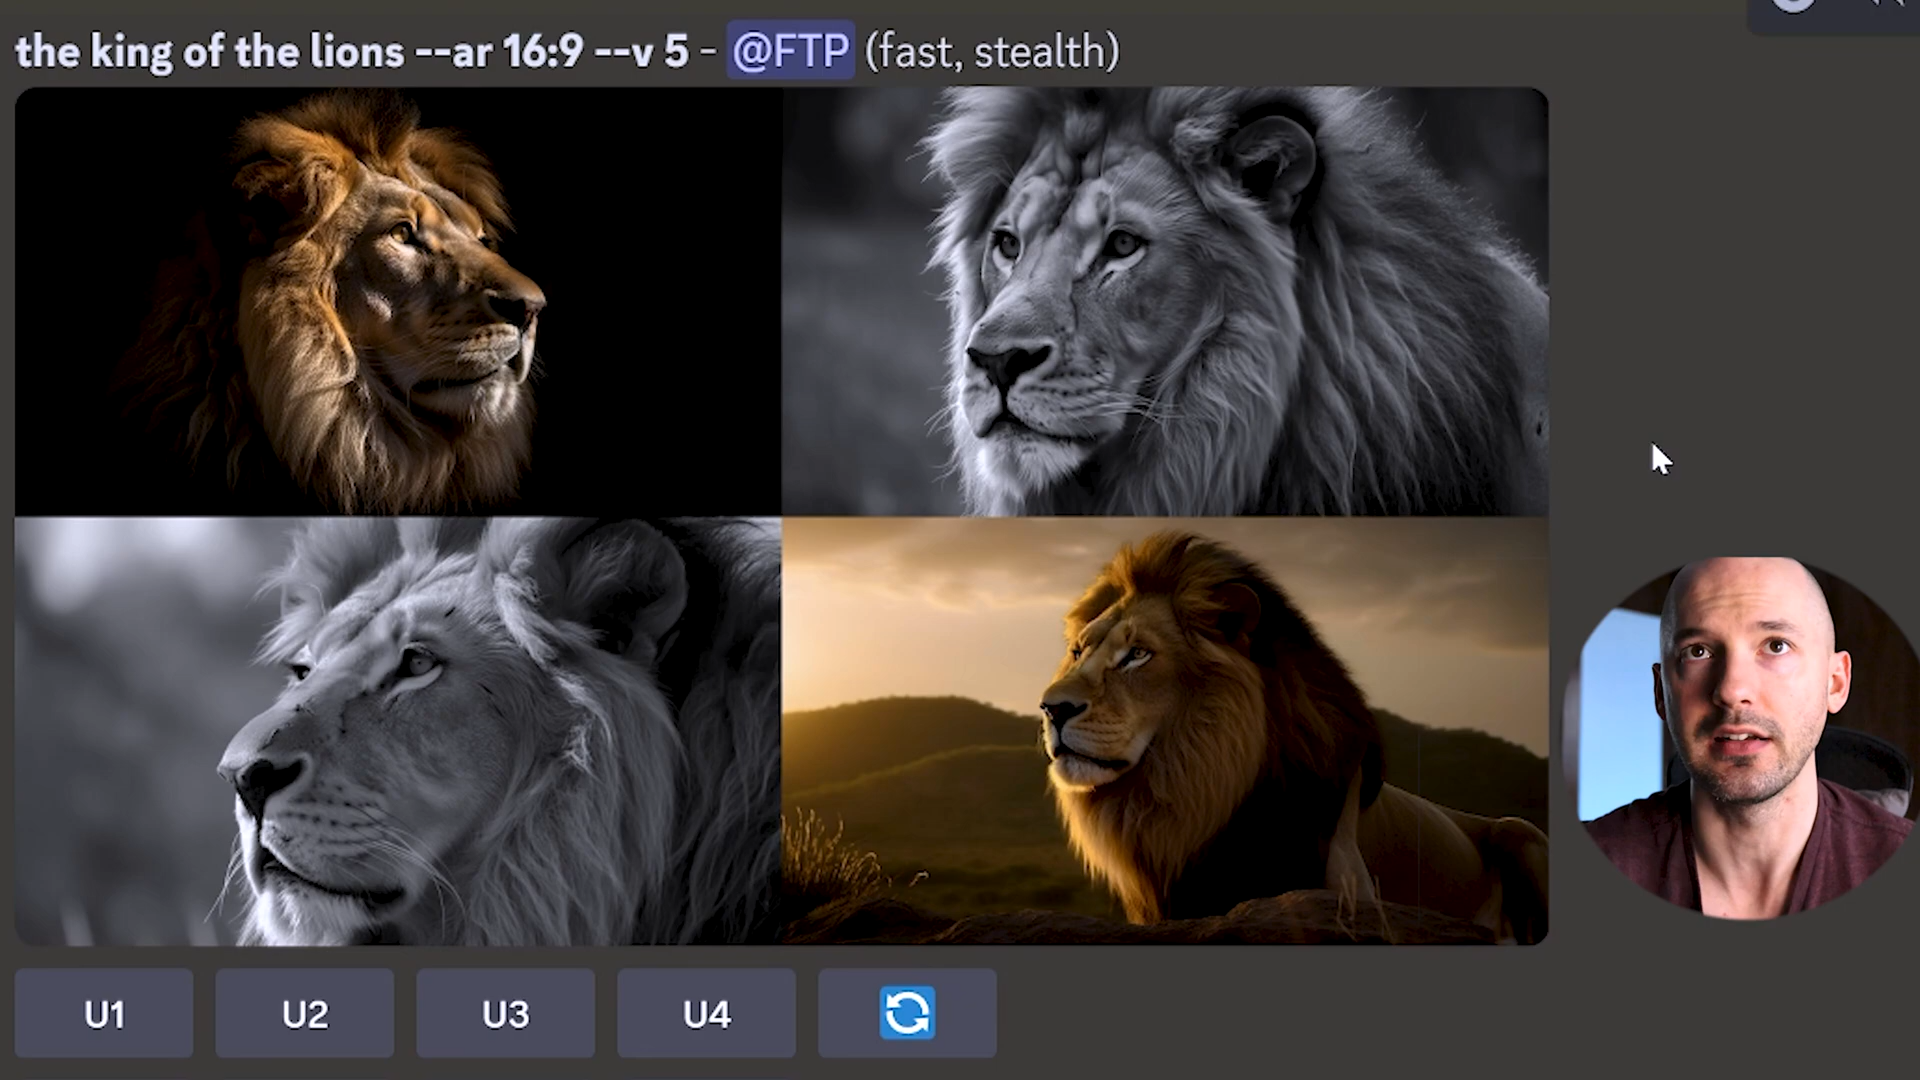 the king of the lions --ar 16:9 --v 5 - @FTP (fast, stealth)
U1 U2 U3 U4